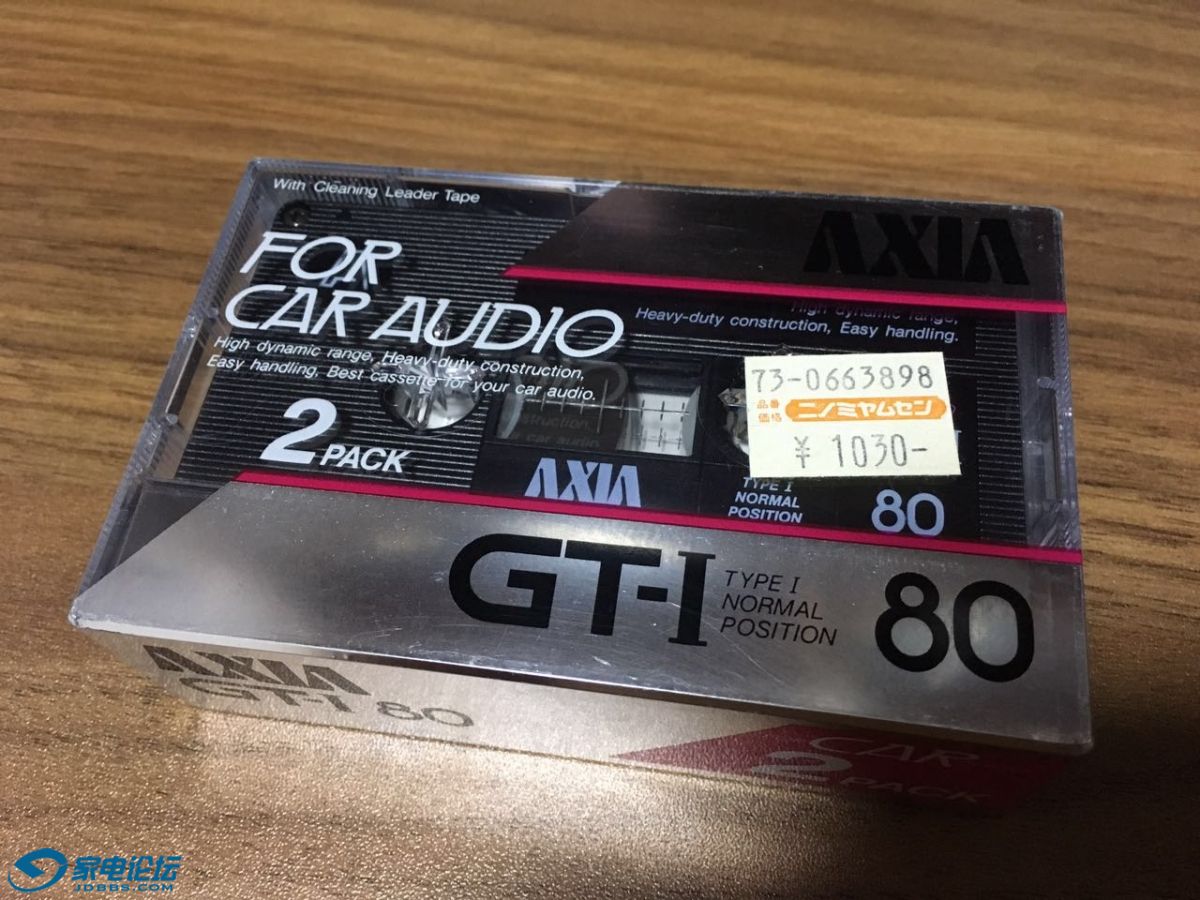 With Cleaning Leader Tape
AXIA
FOR
CAR AUDIO
High dynamic range, Heavy-duty construction,
Easy handling. Best cassette for your car audio.
2 PACK
High dynamic range,
Heavy-duty construction, Easy handling.
73-0663898
品番
価格
ニノミヤムセン
¥ 1030-
struction,
car audio.
AXIA
TYPE I
NORMAL
POSITION
80
GT-I
TYPE I
NORMAL
POSITION
80
AXIA
GT-I 80
CAR
2 PACK
家电论坛
JDBBS.COM